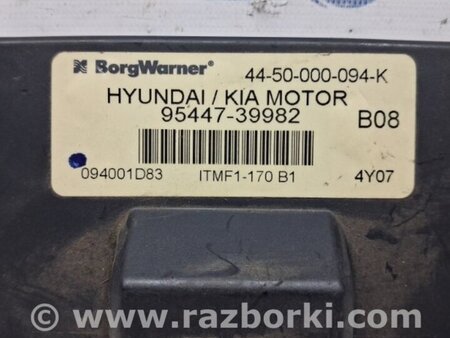 BorgWarner® 44-50-000-094-K
HYUNDAI / KIA MOTOR
95447-39982 B08
094001D83 ITMF1-170 B1 4Y07
© www.razborki.com